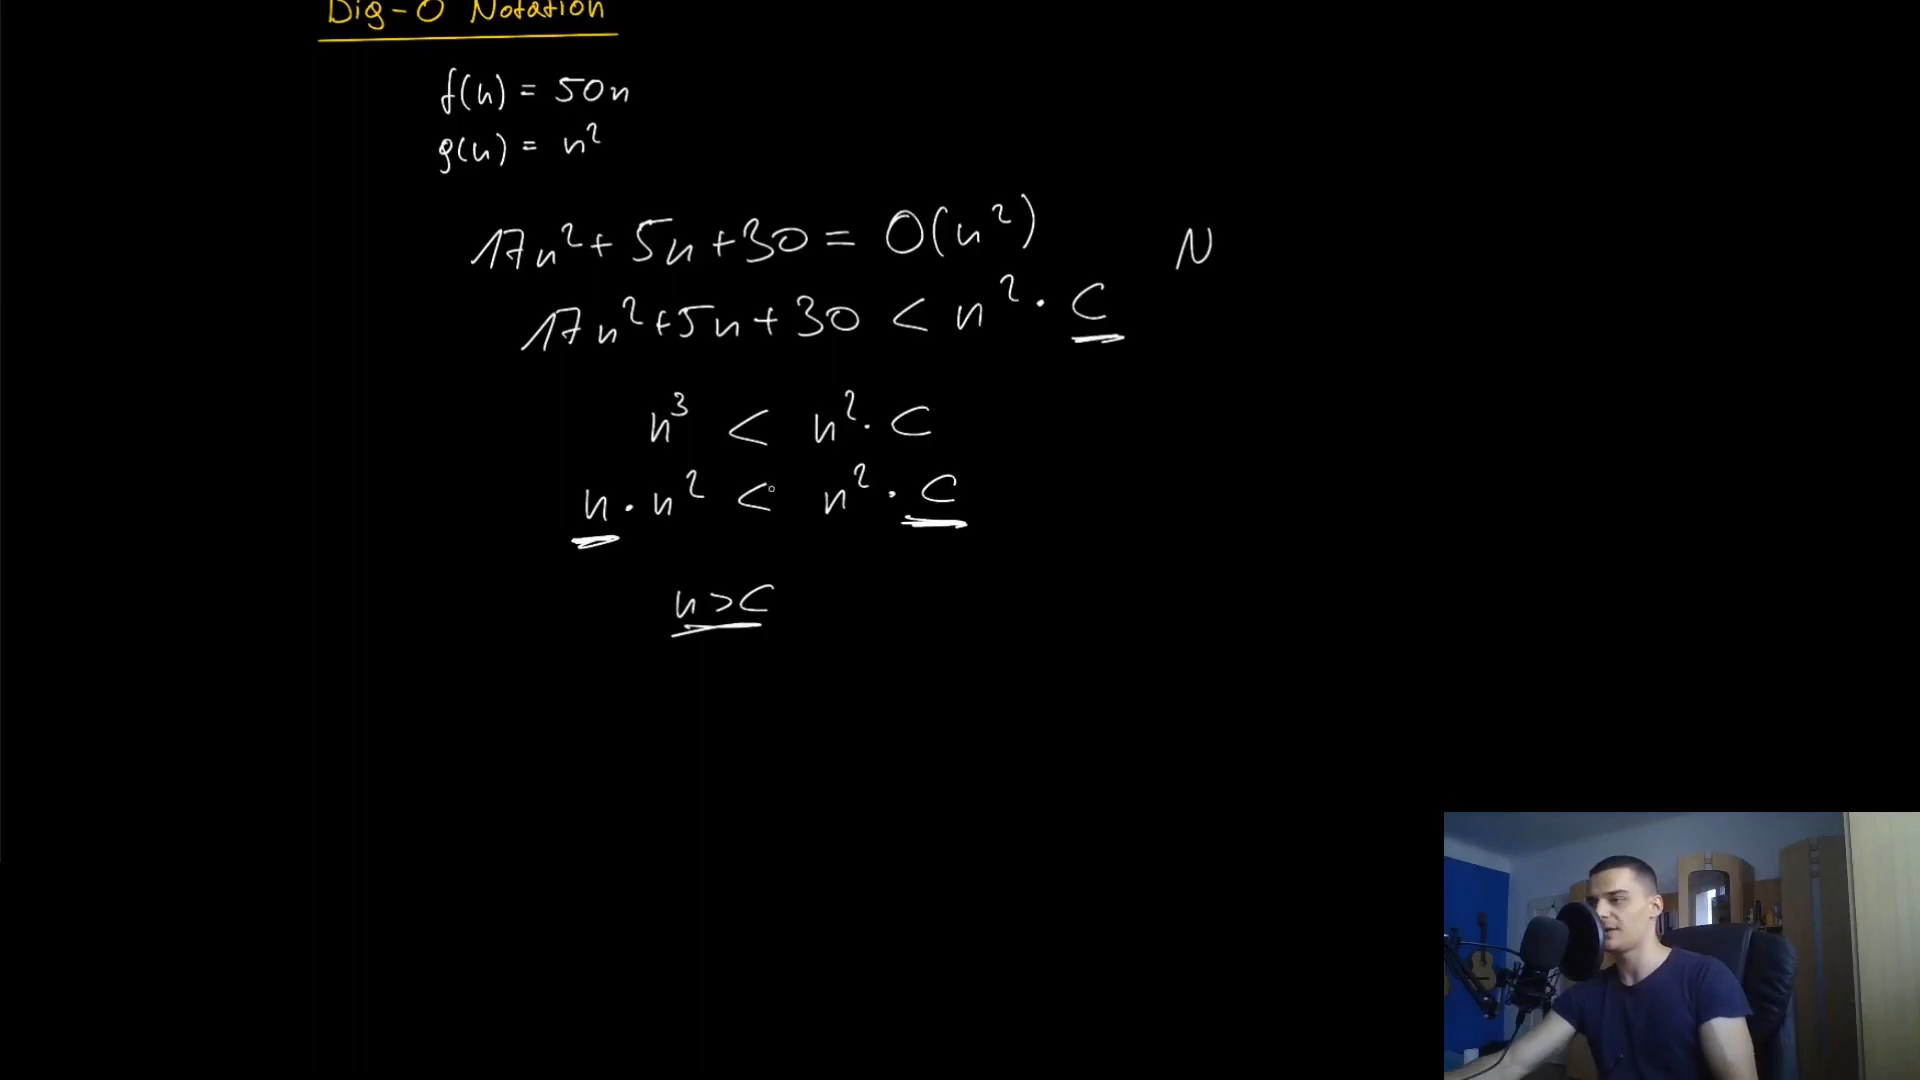 Big-O Notation
f(n) = 50n
g(n) = n²
17n² + 5n + 30 = O(n²) N
17n² + 5n + 30 < n² · C
n³ < n² · C
n · n² < n² · C
n > C